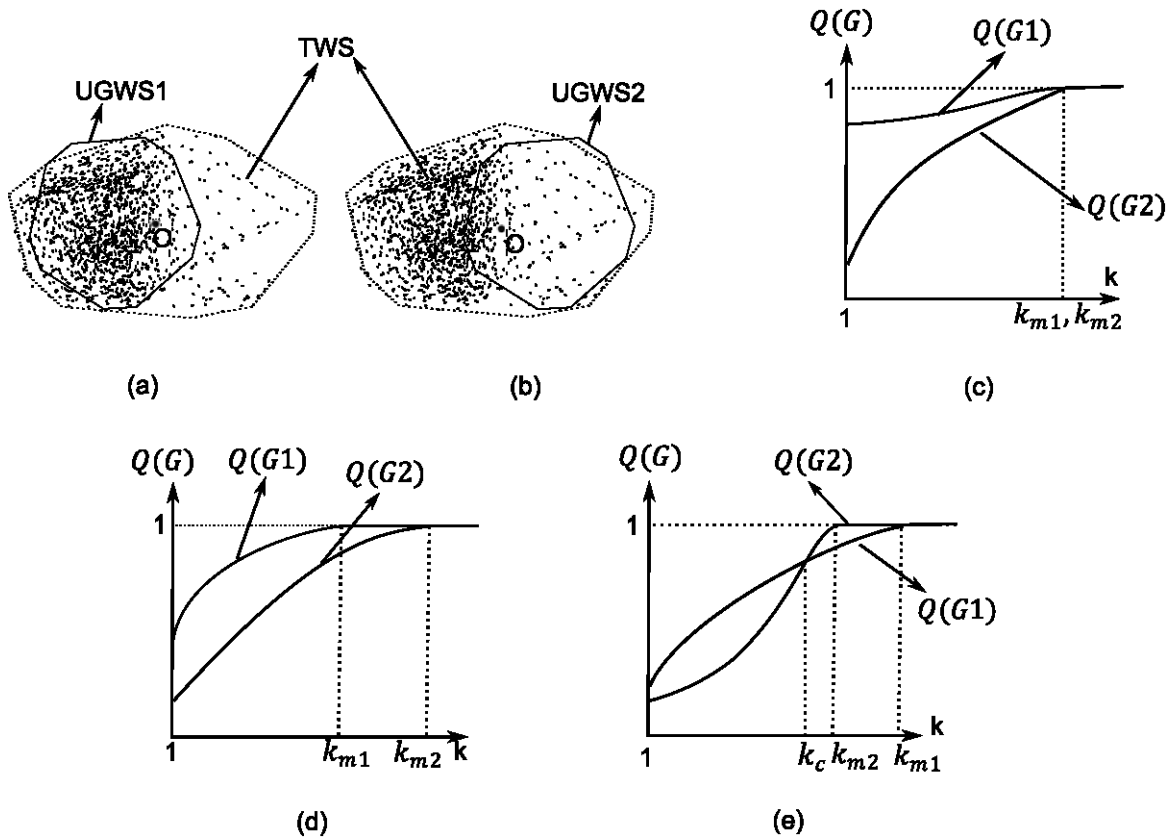 TWS
UGWS1
UGWS2
O
O
(a)
(b)
Q(G)
Q(G1)
1
Q(G2)
k
1
k_{m1}, k_{m2}
(c)
Q(G)
Q(G1)
Q(G2)
1
1
k_{m1}
k_{m2}
k
(d)
Q(G)
Q(G2)
1
Q(G1)
1
k_c
k_{m2}
k_{m1}
k
(e)